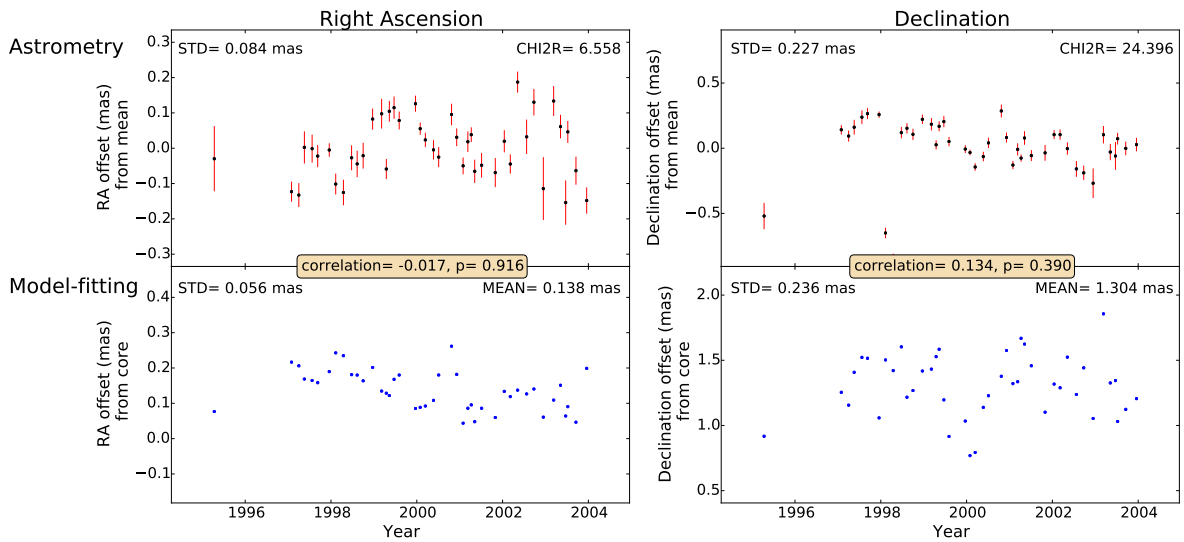 Right Ascension
Declination
Astrometry
STD= 0.084 mas
CHI2R= 6.558
STD= 0.227 mas
CHI2R= 24.396
RA offset (mas)
from mean
0.3
0.2
0.1
0.0
−0.1
−0.2
−0.3
Declination offset (mas)
from mean
0.5
0.0
−0.5
correlation= -0.017, p= 0.916
correlation= 0.134, p= 0.390
Model-fitting
STD= 0.056 mas
MEAN= 0.138 mas
STD= 0.236 mas
MEAN= 1.304 mas
RA offset (mas)
from core
0.4
0.3
0.2
0.1
0.0
−0.1
Declination offset (mas)
from core
2.0
1.5
1.0
0.5
1996 1998 2000 2002 2004
Year
1996 1998 2000 2002 2004
Year